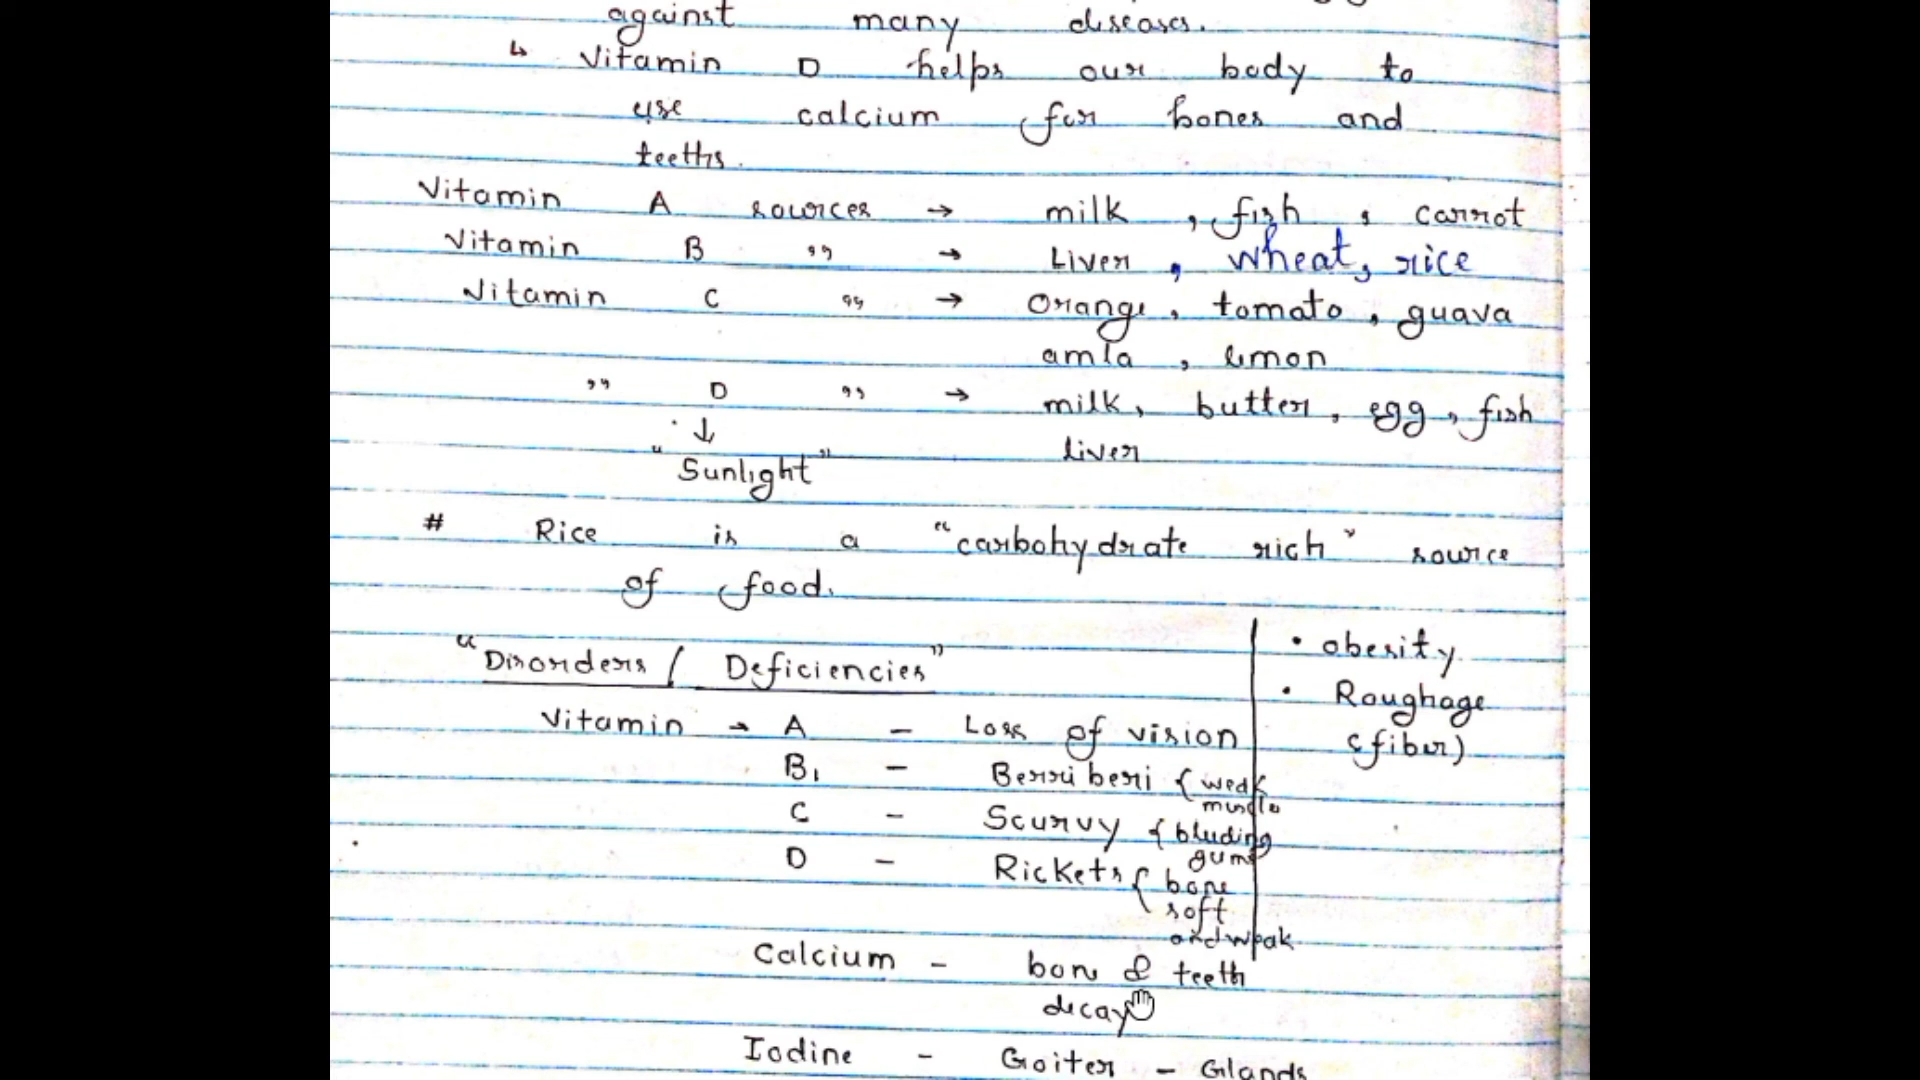 against many diseases.
↳ Vitamin D helps our body to
use calcium for bones and
teeths.
Vitamin A sources → milk, fish, carrot
Vitamin B ,, → Liver, wheat, rice
Vitamin C ,, → Orange, tomato, guava
amla, lemon
,, D ,, → milk, butter, egg, fish
↓ liver
"Sunlight"
# Rice is a "carbohydrate rich" source
of food.
"Disorders / Deficiencies"
Vitamin → A - Loss of vision
B1 - Berri beri { weak
muscles
C - Scurvy { bleeding
gums
D - Rickets { bone
soft
and weak
Calcium - bone & teeth
decay
Iodine - Goiter - Glands
• obesity
• Roughage
(fiber)